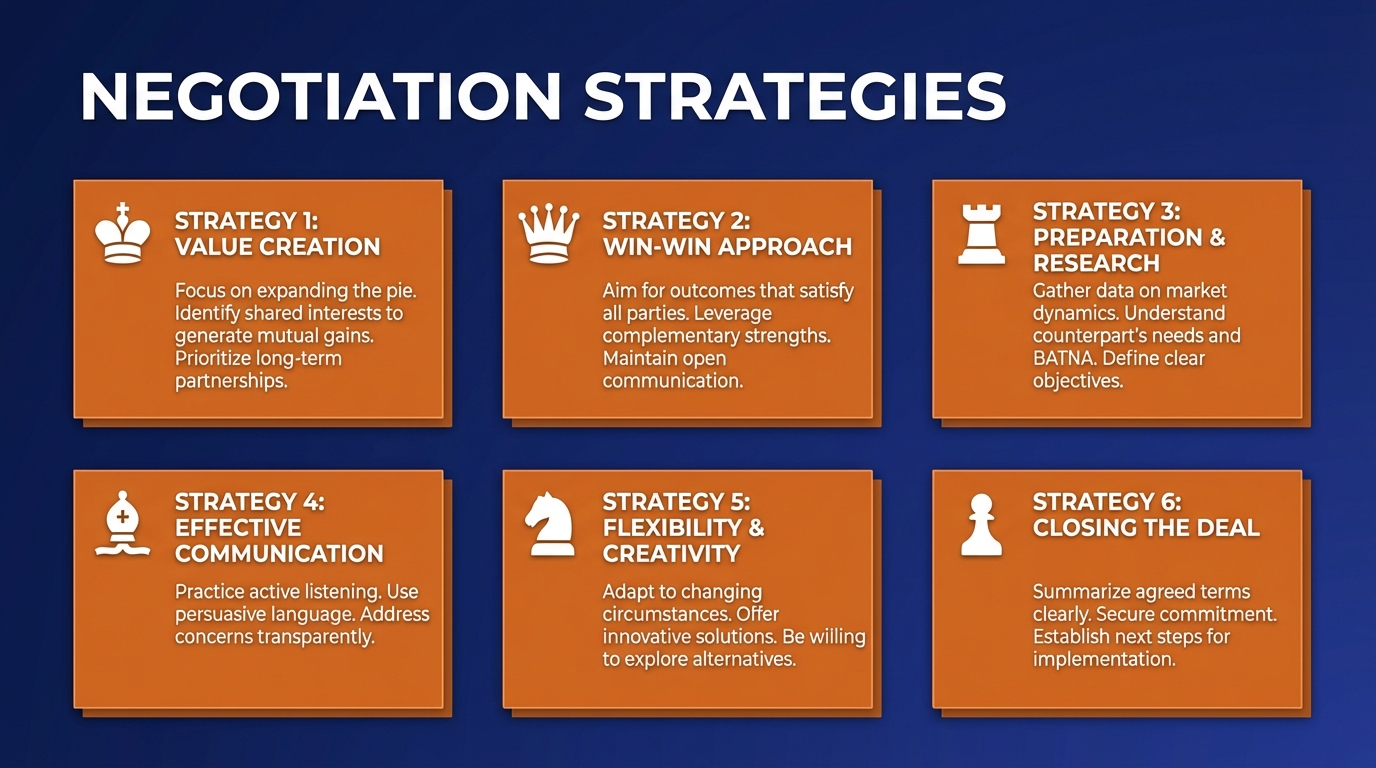 NEGOTIATION STRATEGIES
STRATEGY 1:
VALUE CREATION
Focus on expanding the pie.
Identify shared interests to
generate mutual gains.
Prioritize long-term
partnerships.
STRATEGY 2:
WIN-WIN APPROACH
Aim for outcomes that satisfy
all parties. Leverage
complementary strengths.
Maintain open
communication.
STRATEGY 3:
PREPARATION &
RESEARCH
Gather data on market
dynamics. Understand
counterpart's needs and
BATNA. Define clear
objectives.
STRATEGY 4:
EFFECTIVE
COMMUNICATION
Practice active listening. Use
persuasive language. Address
concerns transparently.
STRATEGY 5:
FLEXIBILITY &
CREATIVITY
Adapt to changing
circumstances. Offer
innovative solutions. Be willing
to explore alternatives.
STRATEGY 6:
CLOSING THE DEAL
Summarize agreed terms
clearly. Secure commitment.
Establish next steps for
implementation.